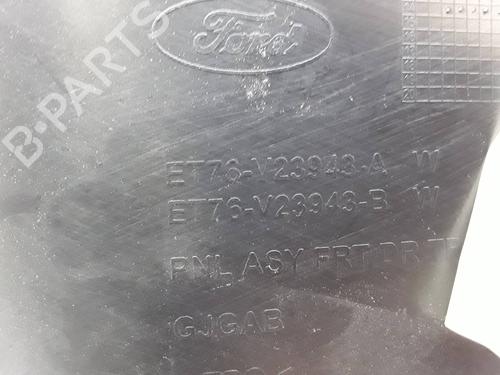 Ford
B-PARTS
ET76-V23943-A W
ET76-V23943-B W
PNL ASY FRT DR TR
GJGAB